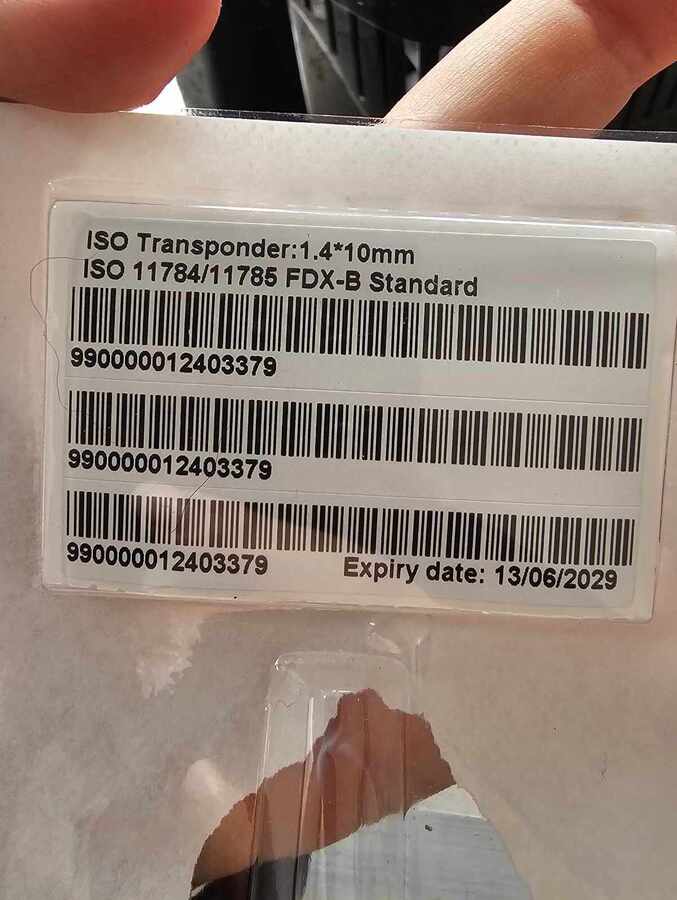 ISO Transponder:1.4*10mm
ISO 11784/11785 FDX-B Standard
990000012403379
990000012403379
990000012403379 Expiry date: 13/06/2029